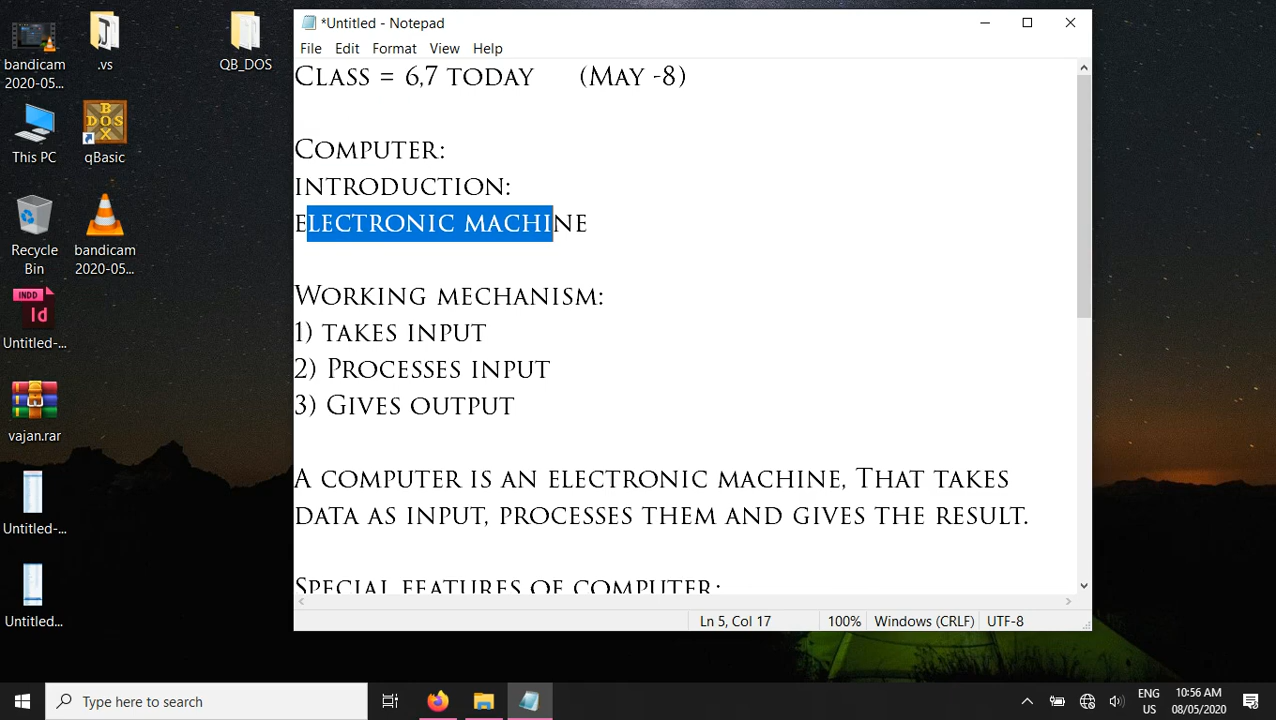 bandicam
2020-05...
.vs
QB_DOS
This PC
qBasic
Recycle
Bin
bandicam
2020-05...
Untitled-...
vajan.rar
Untitled-...
Untitled...
*Untitled - Notepad
File Edit Format View Help
Class = 6,7 today (May -8)
Computer:
introduction:
electronic machine
Working mechanism:
1) takes input
2) Processes input
3) Gives output
A computer is an electronic machine, That takes
data as input, processes them and gives the result.
Special features of computer:
Ln 5, Col 17 100% Windows (CRLF) UTF-8
Type here to search
ENG
US
10:56 AM
08/05/2020